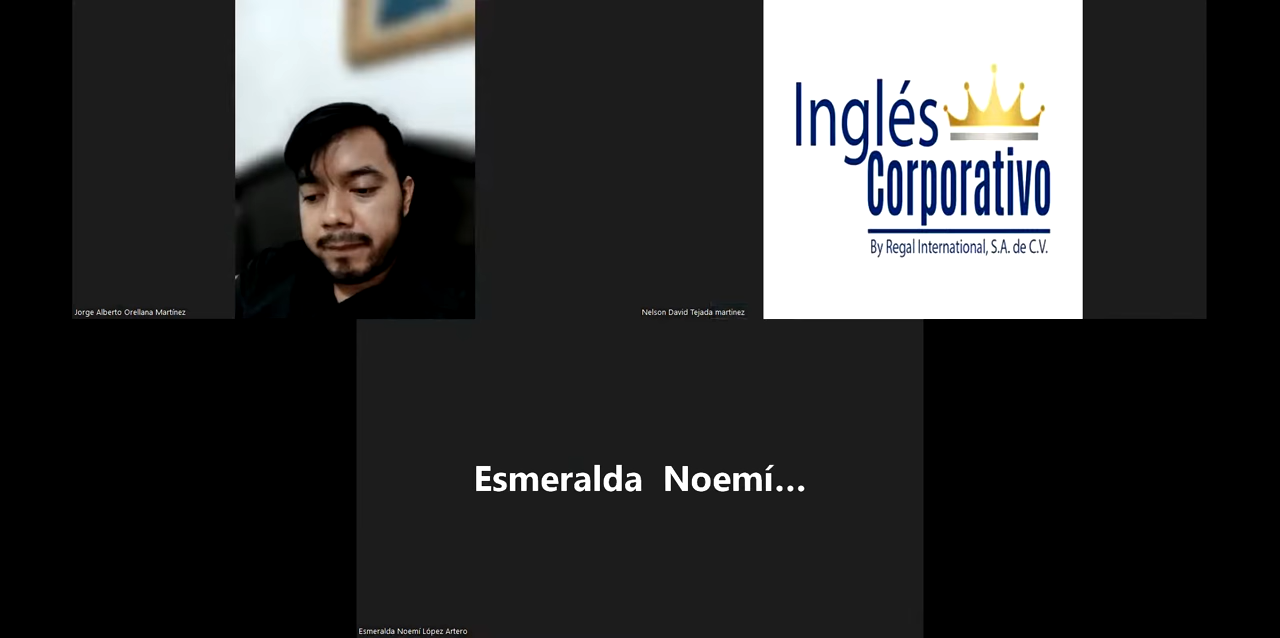 Inglés
Corporativo
By Regal International, S.A. de C.V.
Jorge Alberto Orellana Martínez
Nelson David Tejada martinez
Esmeralda Noemí...
Esmeralda Noemí López Artero